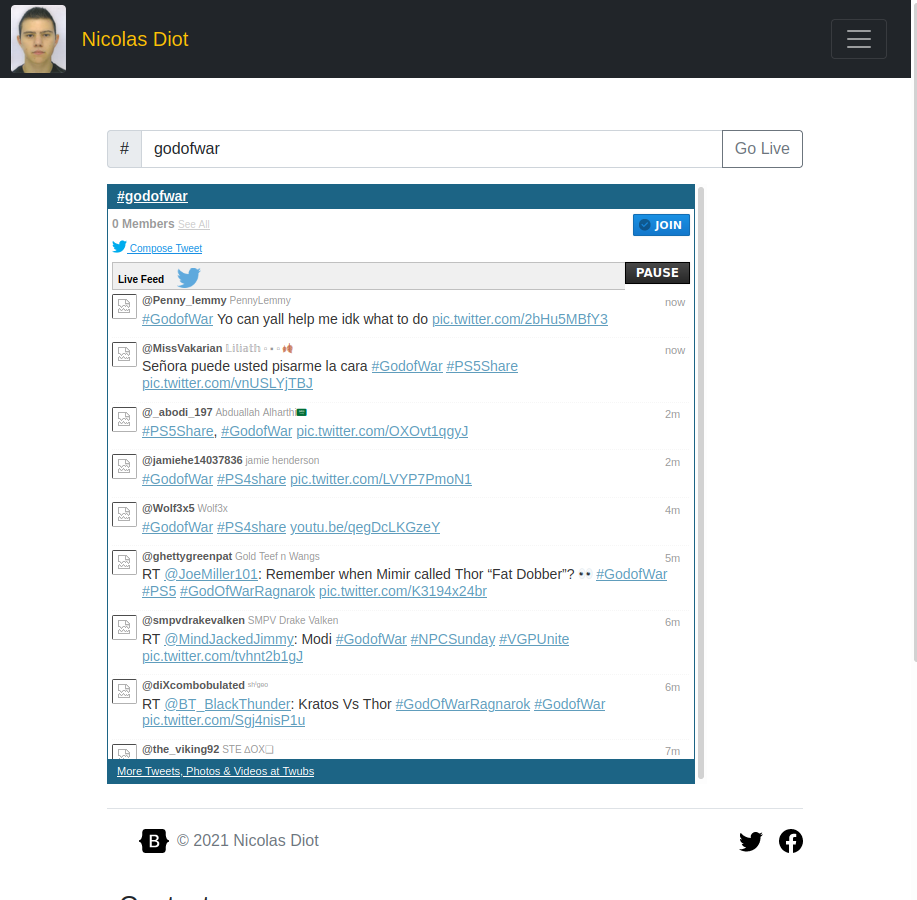 Nicolas Diot
# godofwar Go Live
#godofwar
0 Members See All JOIN
Compose Tweet
Live Feed PAUSE
@Penny_lemmy PennyLemmy now
#GodofWar Yo can yall help me idk what to do pic.twitter.com/2bHu5MBfY3
@MissVakarian 𝕃𝕚𝕝𝕚𝕒𝕥𝕙 now
Señora puede usted pisarme la cara #GodofWar #PS5Share
pic.twitter.com/vnUSLYjTBJ
@_abodi_197 Abduallah Alharthi🇸🇦 2m
#PS5Share, #GodofWar pic.twitter.com/OXOvt1qgyJ
@jamiehe14037836 jamie henderson 2m
#GodofWar #PS4share pic.twitter.com/LVYP7PmoN1
@Wolf3x5 Wolf3x 4m
#GodofWar #PS4share youtu.be/qegDcLKGzeY
@ghettygreenpat Gold Teef n Wangs 5m
RT @JoeMiller101: Remember when Mimir called Thor “Fat Dobber”? 👀 #GodofWar
#PS5 #GodOfWarRagnarok pic.twitter.com/K3194x24br
@smpvdrakevalken SMPV Drake Valken 6m
RT @MindJackedJimmy: Modi #GodofWar #NPCSunday #VGPUnite
pic.twitter.com/tvhnt2b1gJ
@diXcombobulated 6m
RT @BT_BlackThunder: Kratos Vs Thor #GodOfWarRagnarok #GodofWar
pic.twitter.com/Sgj4nisP1u
@the_viking92 STE ΔOX❏ 7m
More Tweets, Photos & Videos at Twubs
B © 2021 Nicolas Diot